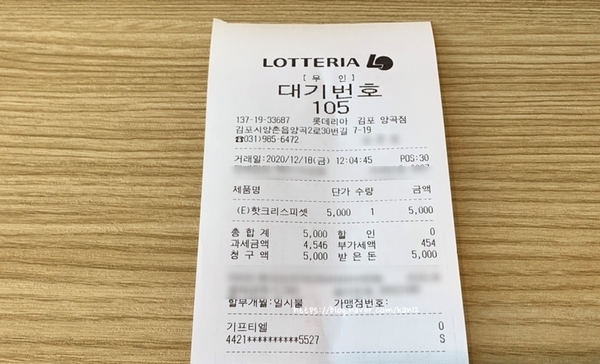 LOTTERIA
[ 무 인 ]
대기번호
105
137-19-33687 롯데리아 김포 양곡점
김포시양촌읍양곡2로30번길 7-19
☎031)985-6472
거래일:2020/12/18(금) 12:04:45 POS:30
제품명 단가 수량 금액
(E)핫크리스피셋 5,000 1 5,000
총 합 계 5,000 할 인 0
과세금액 4,546 부가세액 454
청 구 액 5,000 받 은 돈 5,000
할부개월:일시불 가맹점번호:
기프티엘 0
4421**********5527 S